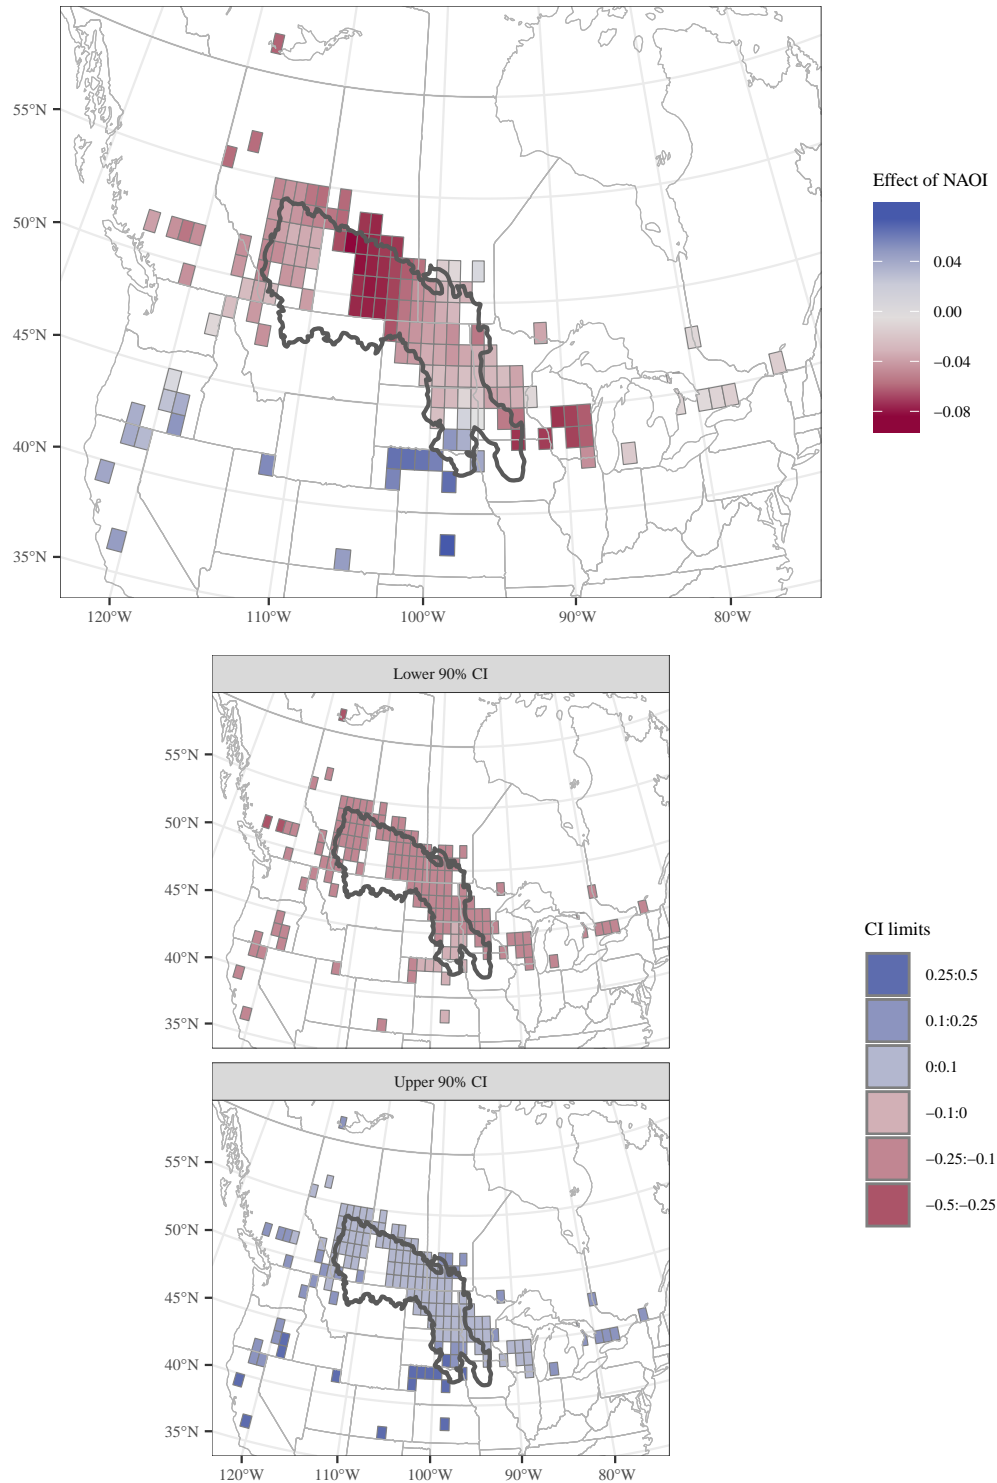 55°N
50°N
45°N
40°N
35°N
120°W 110°W 100°W 90°W 80°W
Effect of NAOI
0.04
0.00
−0.04
−0.08
Lower 90% CI
55°N
50°N
45°N
40°N
35°N
Upper 90% CI
55°N
50°N
45°N
40°N
35°N
120°W 110°W 100°W 90°W 80°W
CI limits
0.25:0.5
0.1:0.25
0:0.1
−0.1:0
−0.25:−0.1
−0.5:−0.25